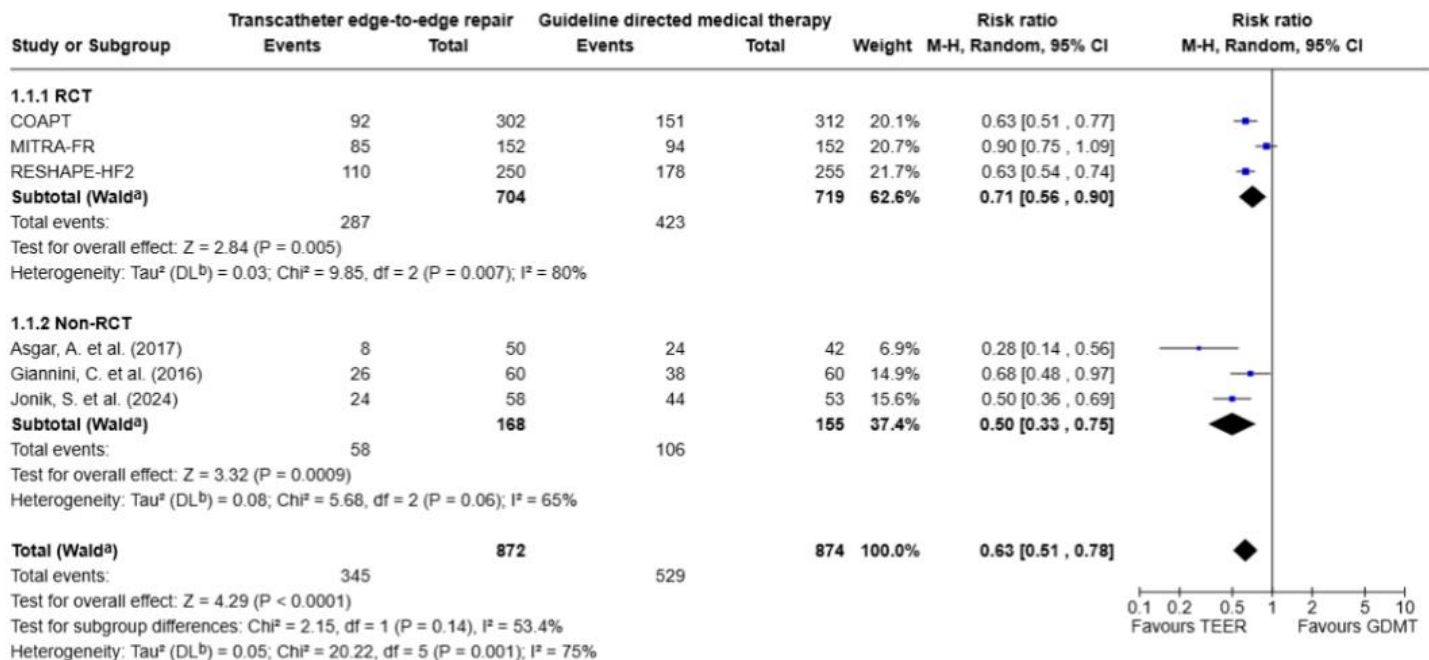 Transcatheter edge-to-edge repair Guideline directed medical therapy Risk ratio Risk ratio
Study or Subgroup Events Total Events Total Weight M-H, Random, 95% CI M-H, Random, 95% CI
1.1.1 RCT
COAPT 92 302 151 312 20.1% 0.63 [0.51 , 0.77]
MITRA-FR 85 152 94 152 20.7% 0.90 [0.75 , 1.09]
RESHAPE-HF2 110 250 178 255 21.7% 0.63 [0.54 , 0.74]
Subtotal (Waldᵃ) 704 719 62.6% 0.71 [0.56 , 0.90]
Total events: 287 423
Test for overall effect: Z = 2.84 (P = 0.005)
Heterogeneity: Tau² (DLᵇ) = 0.03; Chi² = 9.85, df = 2 (P = 0.007); I² = 80%
1.1.2 Non-RCT
Asgar, A. et al. (2017) 8 50 24 42 6.9% 0.28 [0.14 , 0.56]
Giannini, C. et al. (2016) 26 60 38 60 14.9% 0.68 [0.48 , 0.97]
Jonik, S. et al. (2024) 24 58 44 53 15.6% 0.50 [0.36 , 0.69]
Subtotal (Waldᵃ) 168 155 37.4% 0.50 [0.33 , 0.75]
Total events: 58 106
Test for overall effect: Z = 3.32 (P = 0.0009)
Heterogeneity: Tau² (DLᵇ) = 0.08; Chi² = 5.68, df = 2 (P = 0.06); I² = 65%
Total (Waldᵃ) 872 874 100.0% 0.63 [0.51 , 0.78]
Total events: 345 529
Test for overall effect: Z = 4.29 (P < 0.0001)
Test for subgroup differences: Chi² = 2.15, df = 1 (P = 0.14), I² = 53.4%
Heterogeneity: Tau² (DLᵇ) = 0.05; Chi² = 20.22, df = 5 (P = 0.001); I² = 75%
0.1 0.2 0.5 1 2 5 10
Favours TEER Favours GDMT